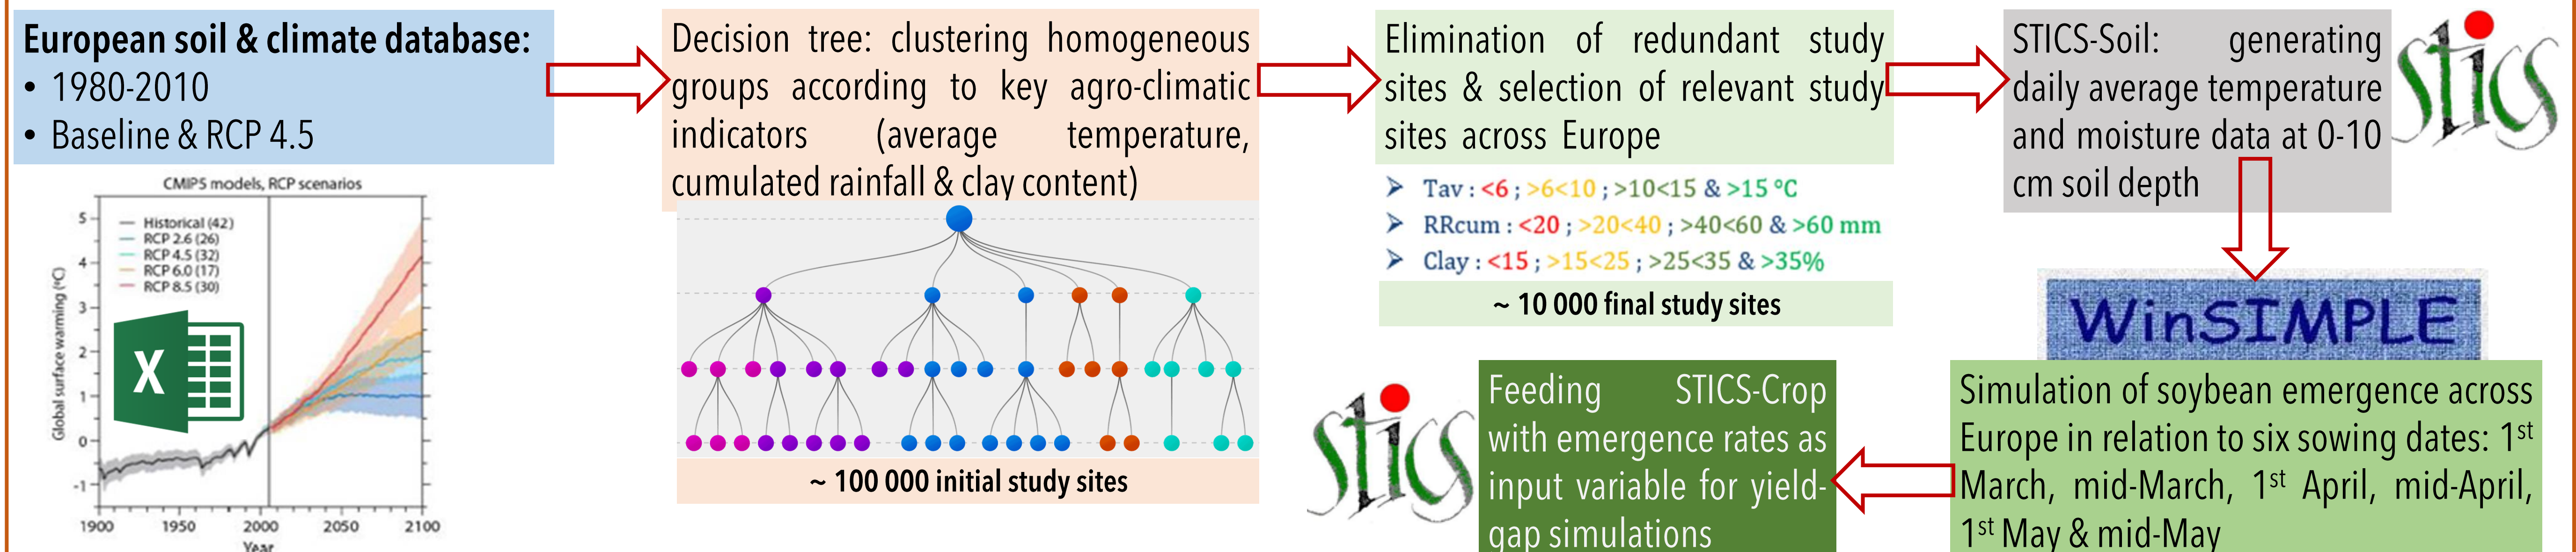 European soil & climate database:
• 1980-2010
• Baseline & RCP 4.5
CMIP5 models, RCP scenarios
Global surface warming (°C)
5
4
3
2
1
0
-1
Historical (42)
RCP 2.6 (26)
RCP 4.5 (32)
RCP 6.0 (17)
RCP 8.5 (30)
X
1900 1950 2000 2050 2100
Year
Decision tree: clustering homogeneous
groups according to key agro-climatic
indicators (average temperature,
cumulated rainfall & clay content)
~ 100 000 initial study sites
Elimination of redundant study
sites & selection of relevant study
sites across Europe
➤ Tav : <6 ; >6<10 ; >10<15 & >15 °C
➤ RRcum : <20 ; >20<40 ; >40<60 & >60 mm
➤ Clay : <15 ; >15<25 ; >25<35 & >35%
~ 10 000 final study sites
STICS-Soil: generating
daily average temperature
and moisture data at 0-10
cm soil depth
stics
WinSIMPLE
Simulation of soybean emergence across
Europe in relation to six sowing dates: 1st
March, mid-March, 1st April, mid-April,
1st May & mid-May
Feeding STICS-Crop
with emergence rates as
input variable for yield-
gap simulations
stics